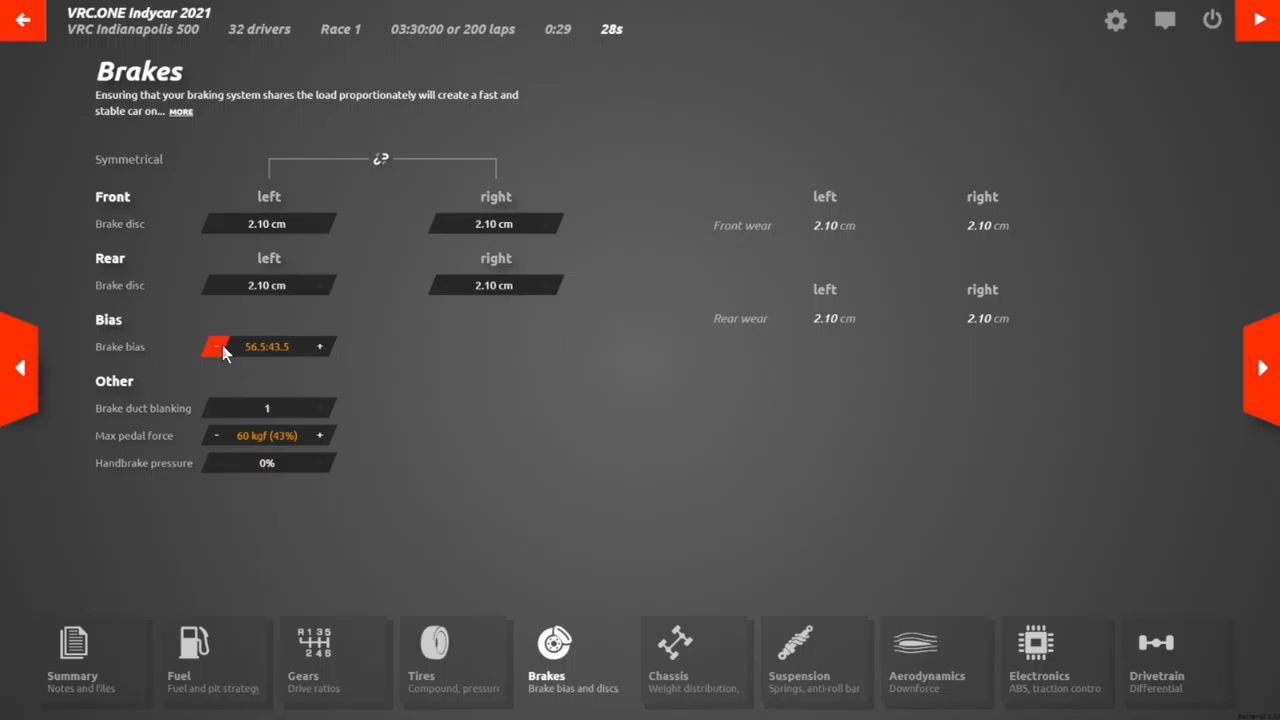 VRC.ONE Indycar 2021
VRC Indianapolis 500 32 drivers Race 1 03:30:00 or 200 laps 0:29 28s
Brakes
Ensuring that your braking system shares the load proportionately will create a fast and
stable car on... MORE
Symmetrical ¿?
Front left right left right
Brake disc 2.10 cm 2.10 cm Front wear 2.10 cm 2.10 cm
Rear left right left right
Brake disc 2.10 cm 2.10 cm Rear wear 2.10 cm 2.10 cm
Bias
Brake bias - 56.5:43.5 +
Other
Brake duct blanking 1
Max pedal force - 60 kgf (43%) +
Handbrake pressure 0%
R 1 3 5
2 4 6
Summary Fuel Gears Tires Brakes Chassis Suspension Aerodynamics Electronics Drivetrain
Notes and files Fuel and pit strategy Drive ratios Compound, pressure Brake bias and discs Weight distribution, Springs, anti-roll bar Downforce ABS, traction contro Differential